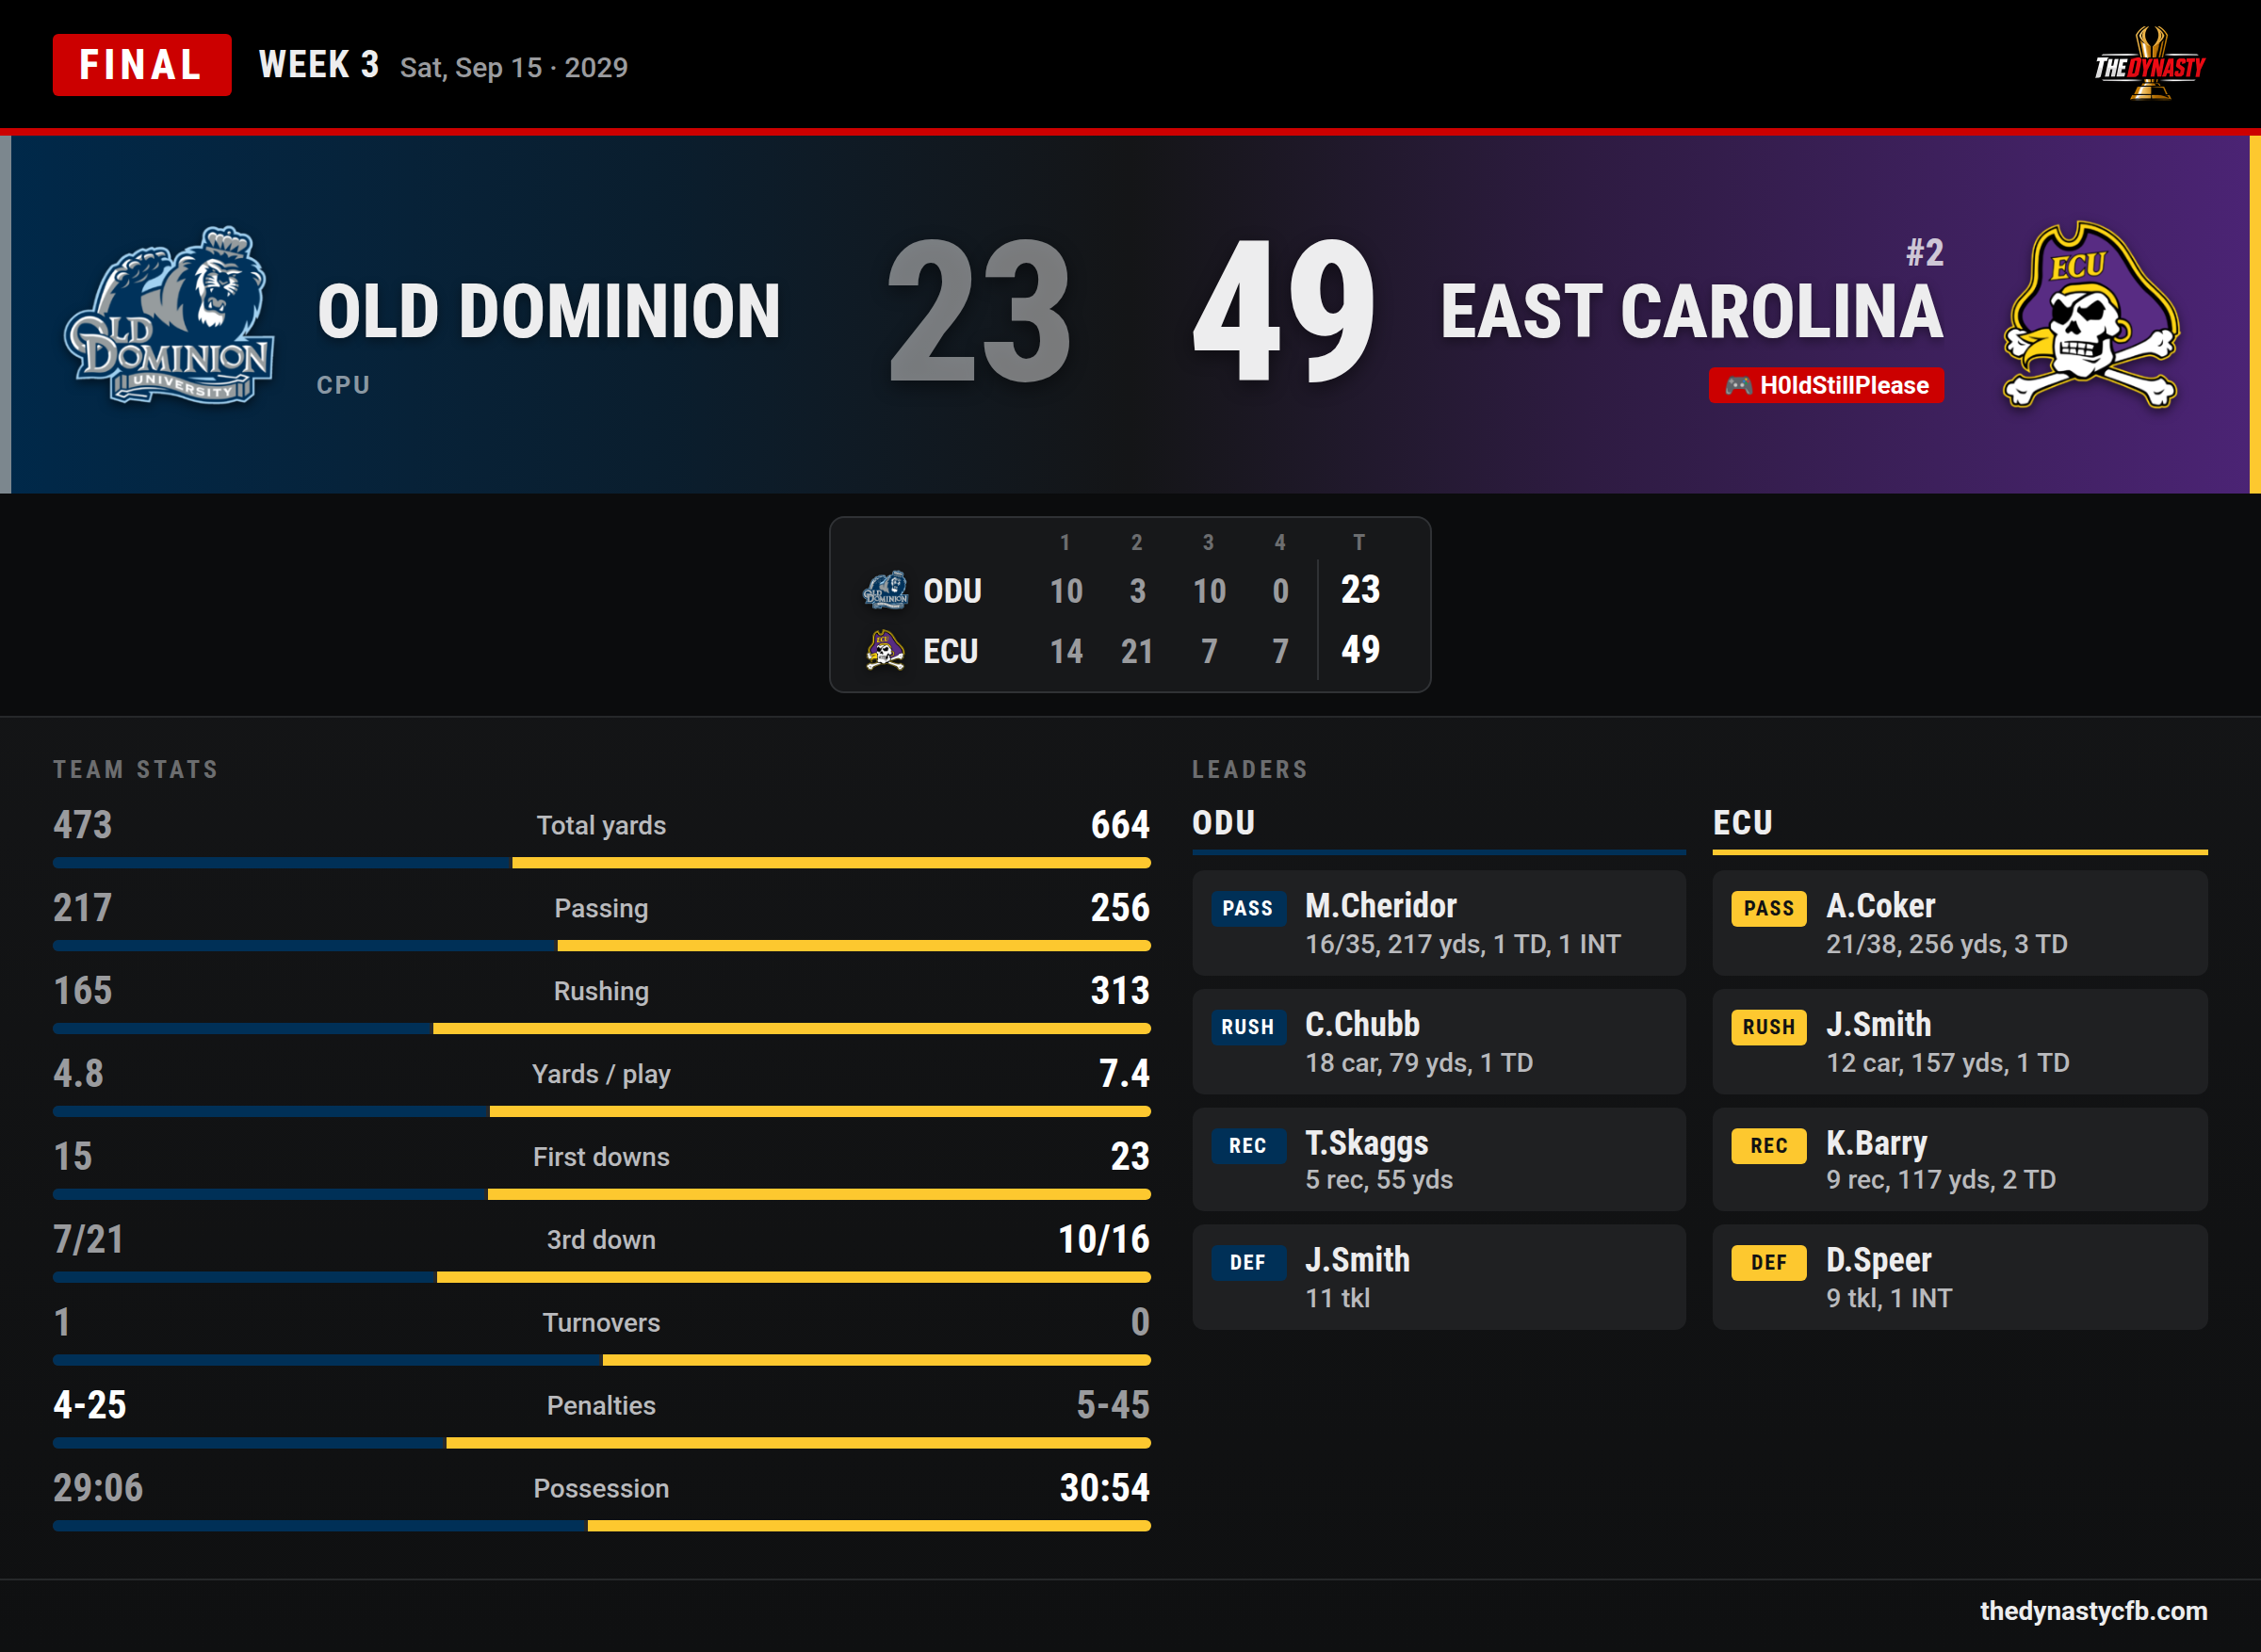 FINAL WEEK 3 Sat, Sep 15 · 2029
THE DYNASTY
OLD DOMINION UNIVERSITY
OLD DOMINION
CPU
23
49
#2
EAST CAROLINA
H0ldStillPlease
ECU
1 2 3 4 T
ODU 10 3 10 0 23
ECU 14 21 7 7 49
TEAM STATS
473 Total yards 664
217 Passing 256
165 Rushing 313
4.8 Yards / play 7.4
15 First downs 23
7/21 3rd down 10/16
1 Turnovers 0
4-25 Penalties 5-45
29:06 Possession 30:54
LEADERS
ODU
PASS M.Cheridor
16/35, 217 yds, 1 TD, 1 INT
RUSH C.Chubb
18 car, 79 yds, 1 TD
REC T.Skaggs
5 rec, 55 yds
DEF J.Smith
11 tkl
ECU
PASS A.Coker
21/38, 256 yds, 3 TD
RUSH J.Smith
12 car, 157 yds, 1 TD
REC K.Barry
9 rec, 117 yds, 2 TD
DEF D.Speer
9 tkl, 1 INT
thedynastycfb.com